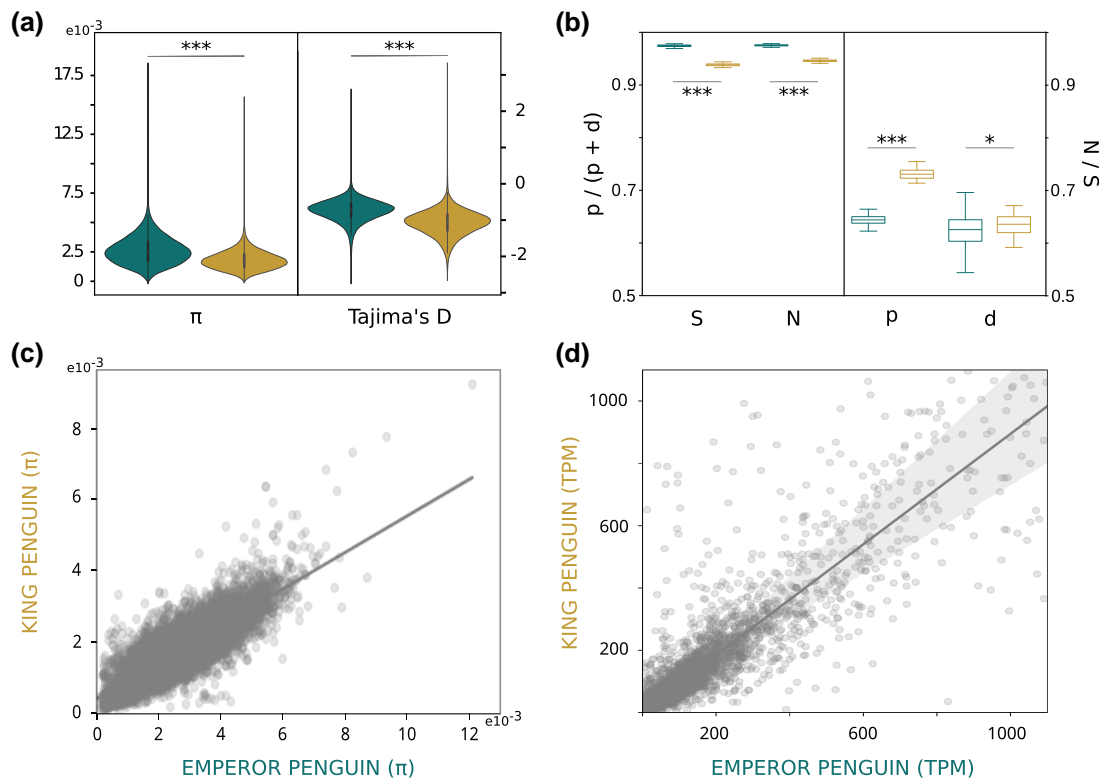 (a)
e10⁻³
17.5
12.5
7.5
2.5
0
***
***
2
0
-2
π
Tajima's D
(b)
p / (p + d)
0.9
0.7
0.5
***
***
***
*
0.9
0.7
0.5
N / S
S
N
p
d
(c)
e10⁻³
KING PENGUIN (π)
8
6
4
2
0
0
2
4
6
8
10
12
e10⁻³
EMPEROR PENGUIN (π)
(d)
KING PENGUIN (TPM)
1000
600
200
200
600
1000
EMPEROR PENGUIN (TPM)